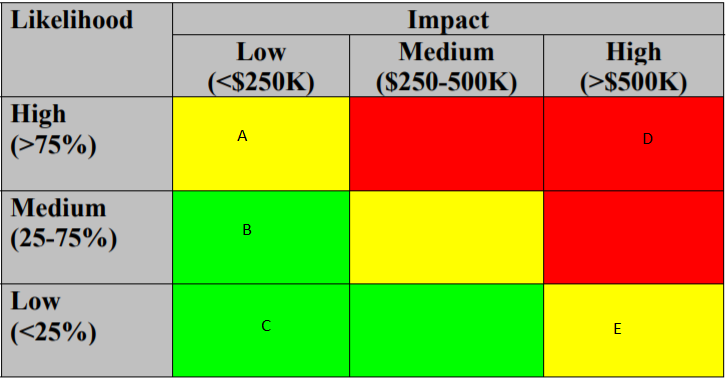 Likelihood
Impact
Low
(<$250K)
Medium
($250-500K)
High
(>$500K)
High
(>75%)
A
D
Medium
(25-75%)
B
Low
(<25%)
C
E